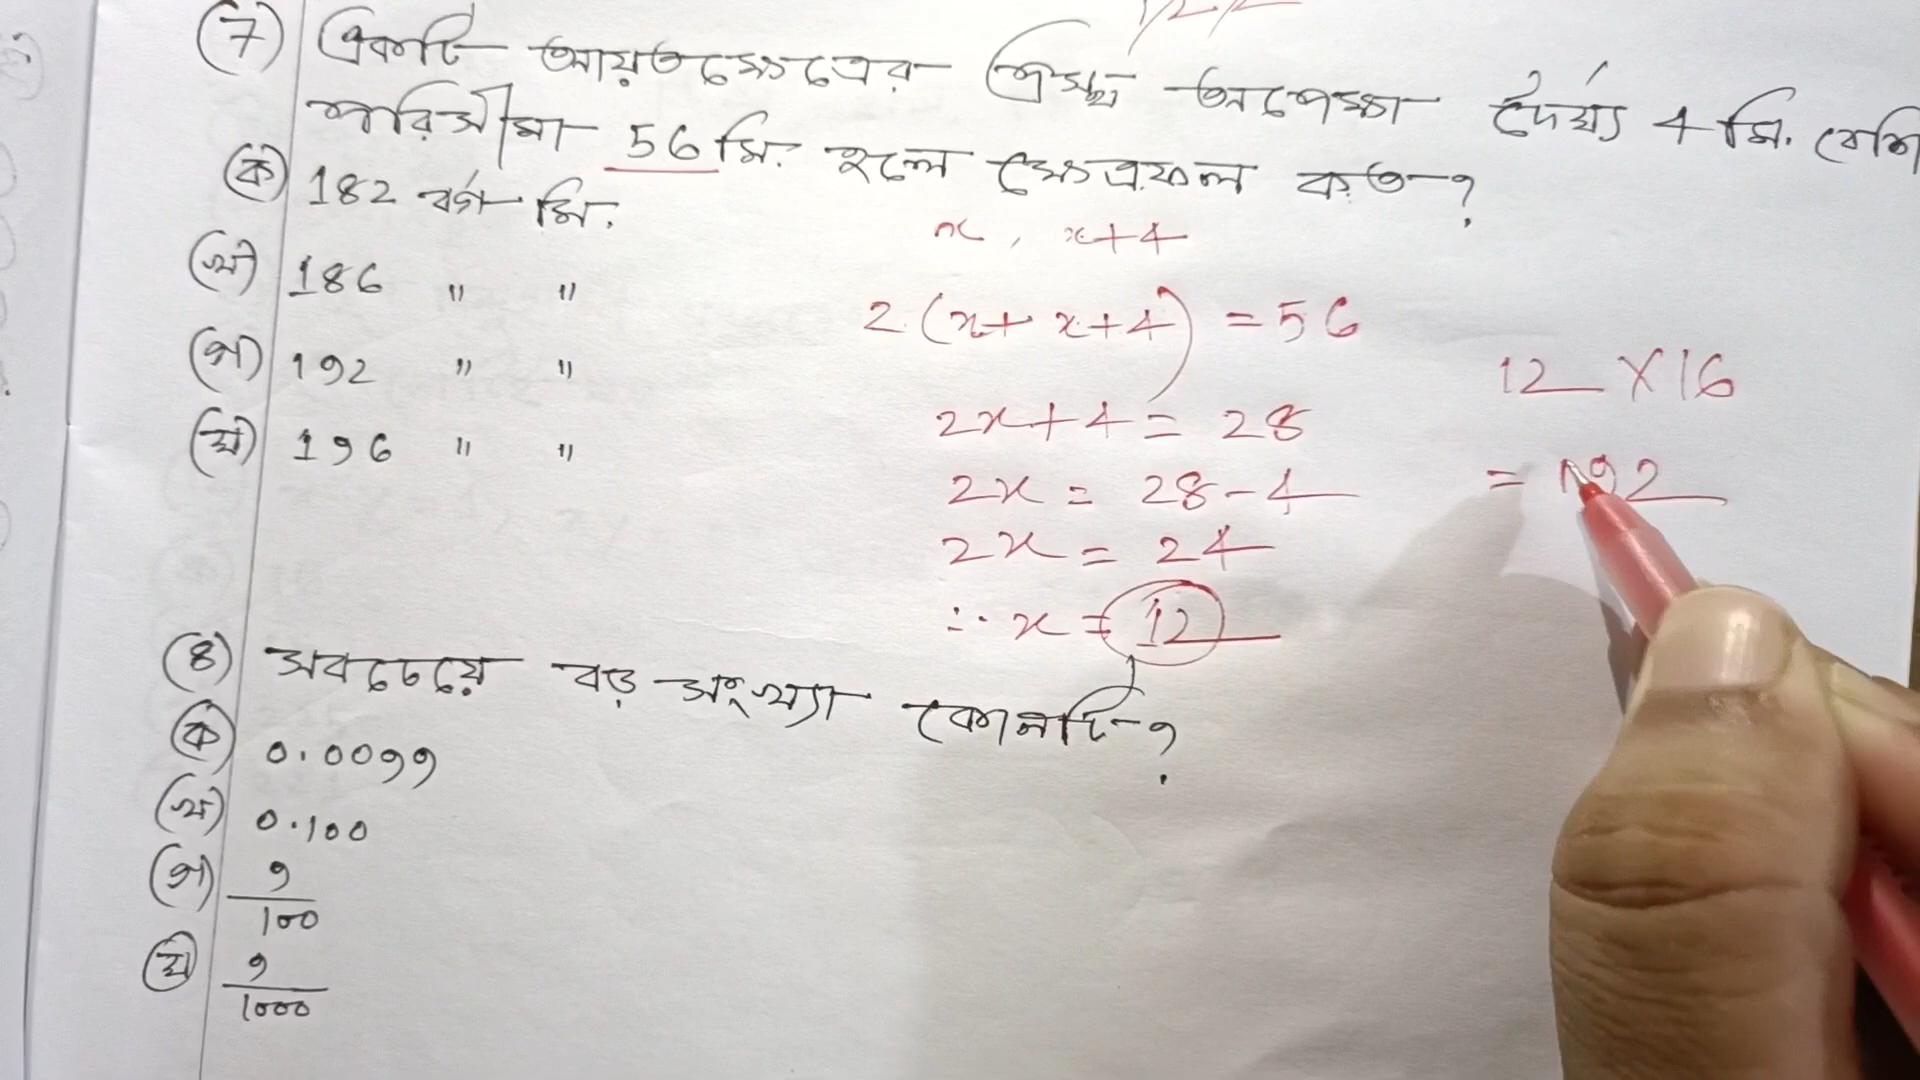 (7) একটি আয়তক্ষেত্রের প্রস্থ অপেক্ষা দৈর্ঘ্য 4 মি. বেশি
পরিসীমা 56 মি. হলে ক্ষেত্রফল কত?
(ক) 182 বর্গ মি.
(খ) 186 " "
(গ) 192 " "
(ঘ) 196 " "
x, x+4
2(x+x+4) = 56
2x+4 = 28
2x = 28-4
2x = 24
∴ x = 12
12 X 16
= 192
(8) সবচেয়ে বড় সংখ্যা কোনটি?
(ক) 0.0099
(খ) 0.100
(গ) 9/100
(ঘ) 9/1000